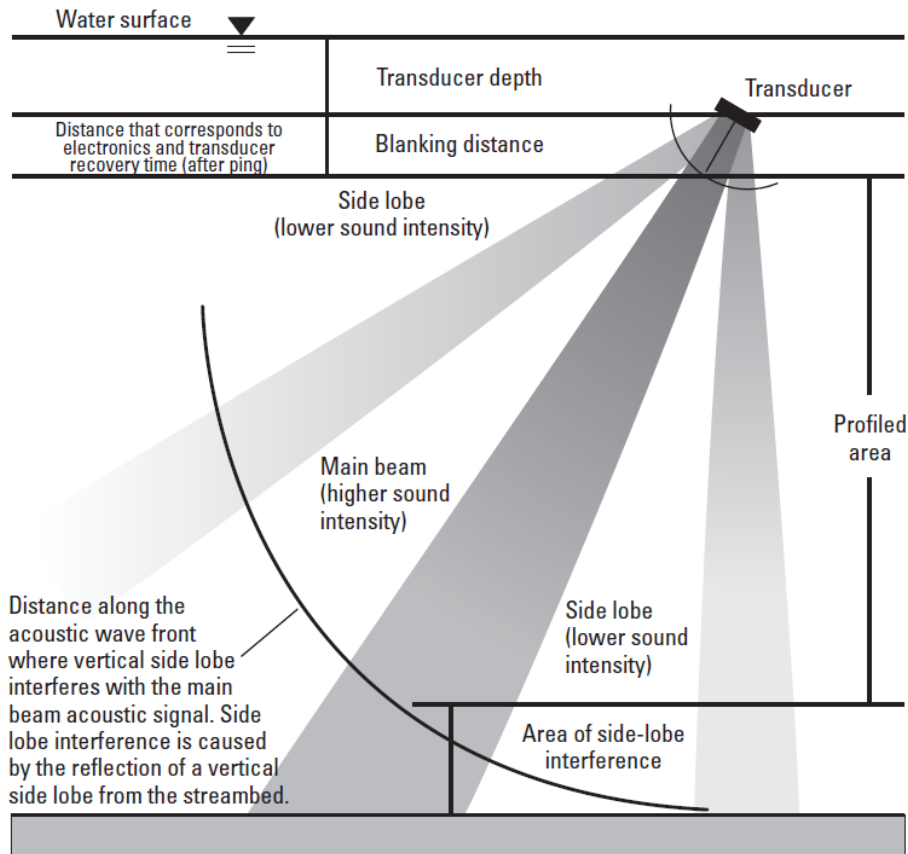 Water surface
Transducer depth
Transducer
Distance that corresponds to
electronics and transducer
recovery time (after ping)
Blanking distance
Side lobe
(lower sound intensity)
Profiled
area
Main beam
(higher sound
intensity)
Distance along the
acoustic wave front
where vertical side lobe
interferes with the main
beam acoustic signal. Side
lobe interference is caused
by the reflection of a vertical
side lobe from the streambed.
Side lobe
(lower sound
intensity)
Area of side-lobe
interference